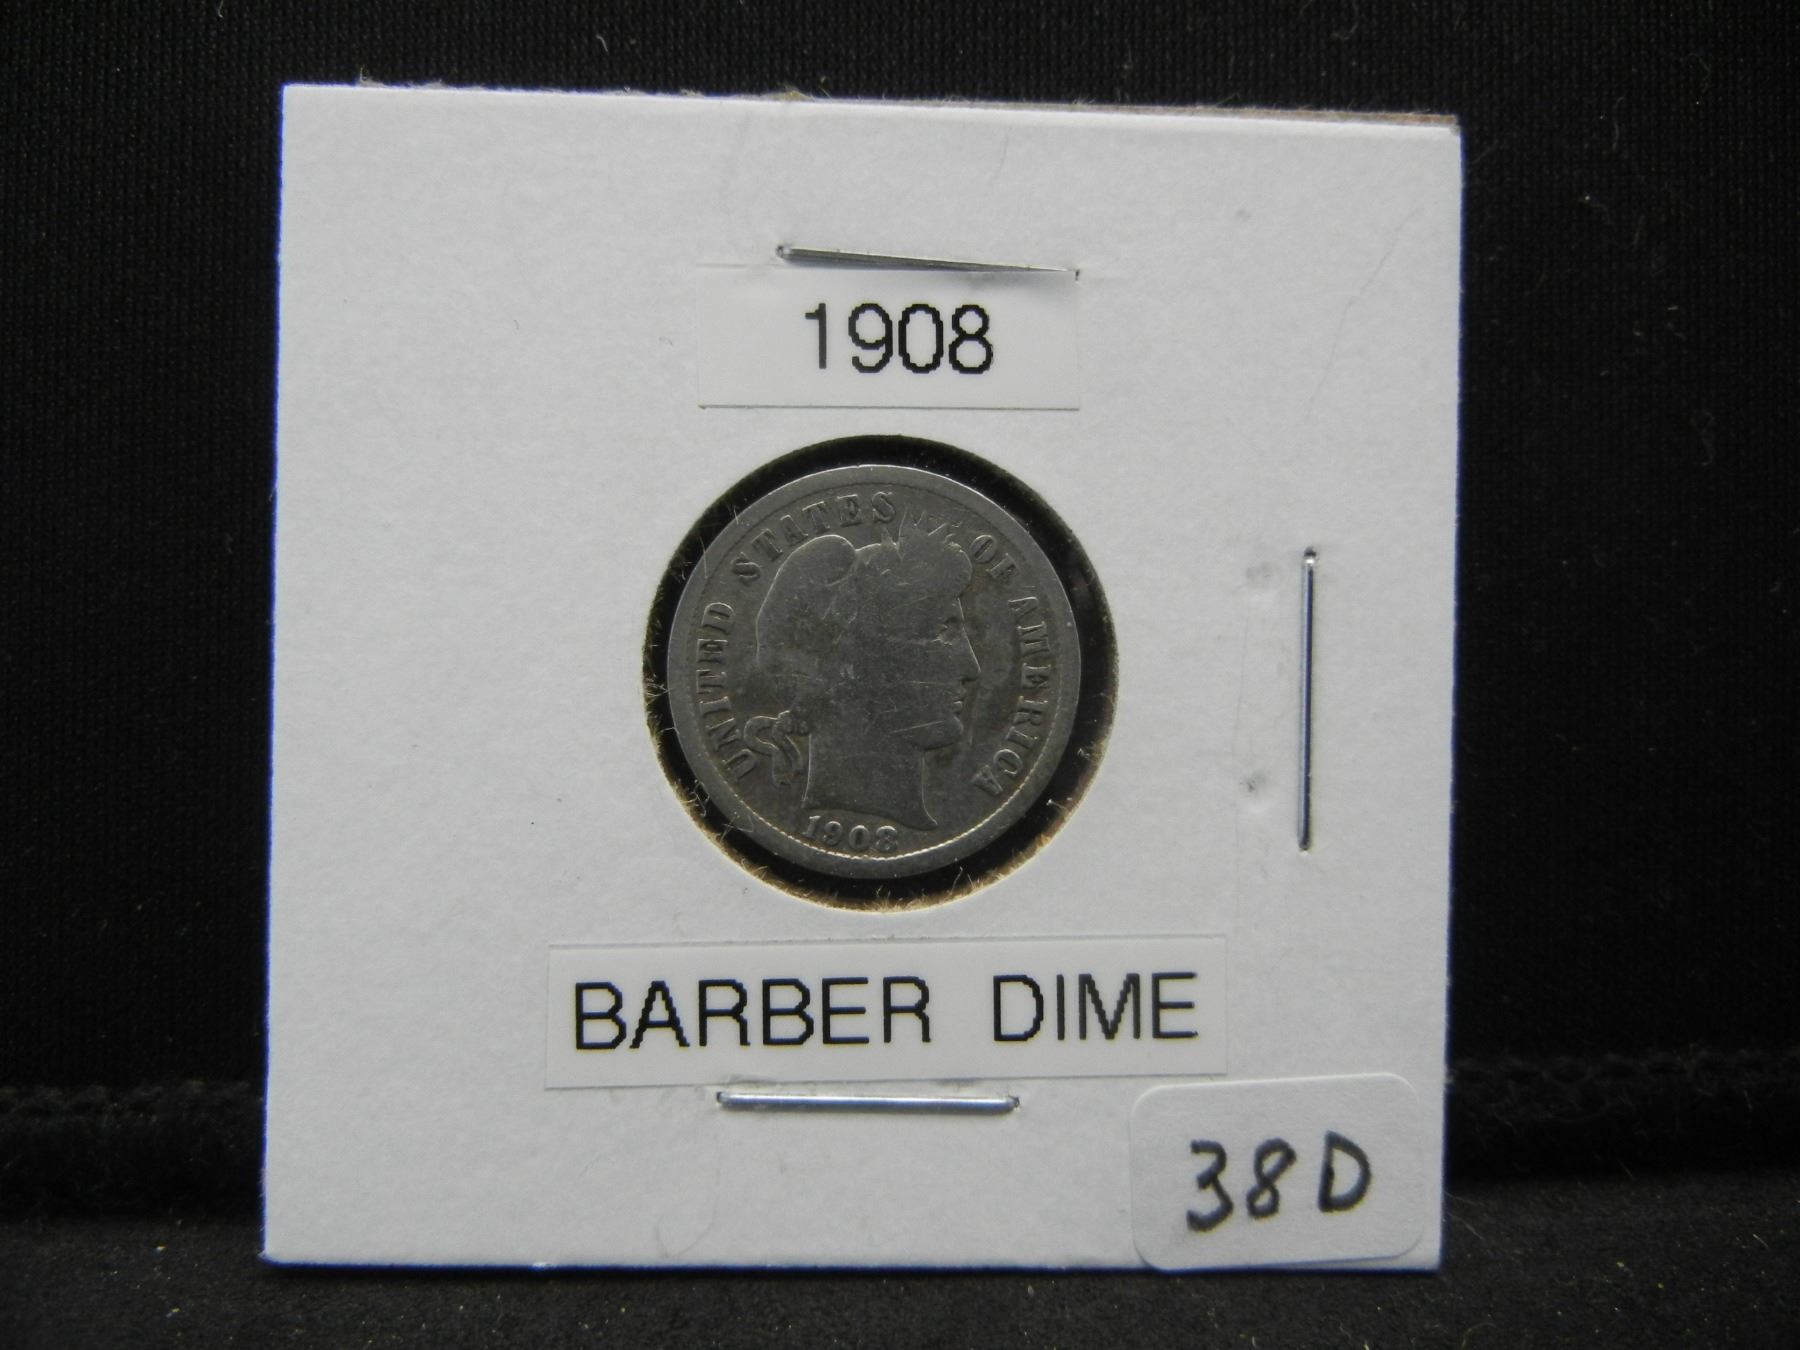 1908
UNITED STATES OF AMERICA
1908
BARBER DIME
38D